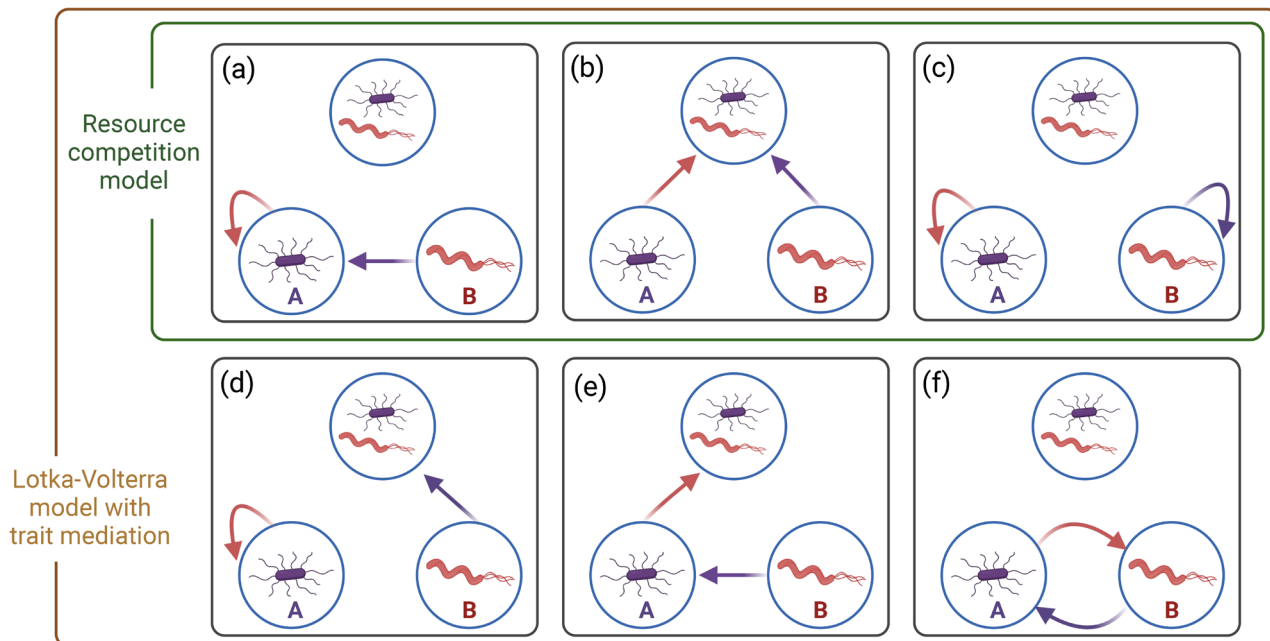 (a)
(b)
(c)
Resource
competition
model
A
B
A
B
A
B
(d)
(e)
(f)
Lotka-Volterra
model with
trait mediation
A
B
A
B
A
B